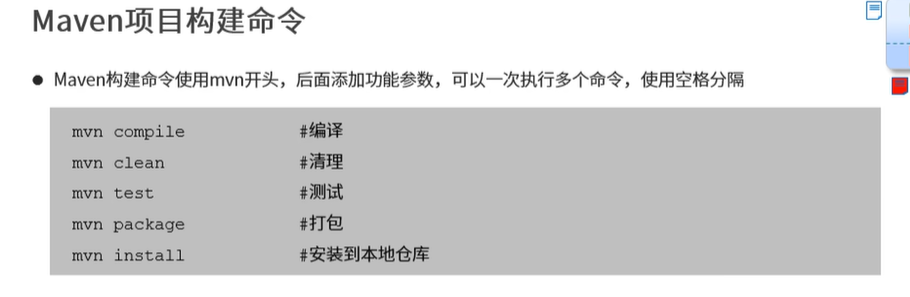 Maven项目构建命令
● Maven构建命令使用mvn开头，后面添加功能参数，可以一次执行多个命令，使用空格分隔
mvn compile #编译
mvn clean #清理
mvn test #测试
mvn package #打包
mvn install #安装到本地仓库